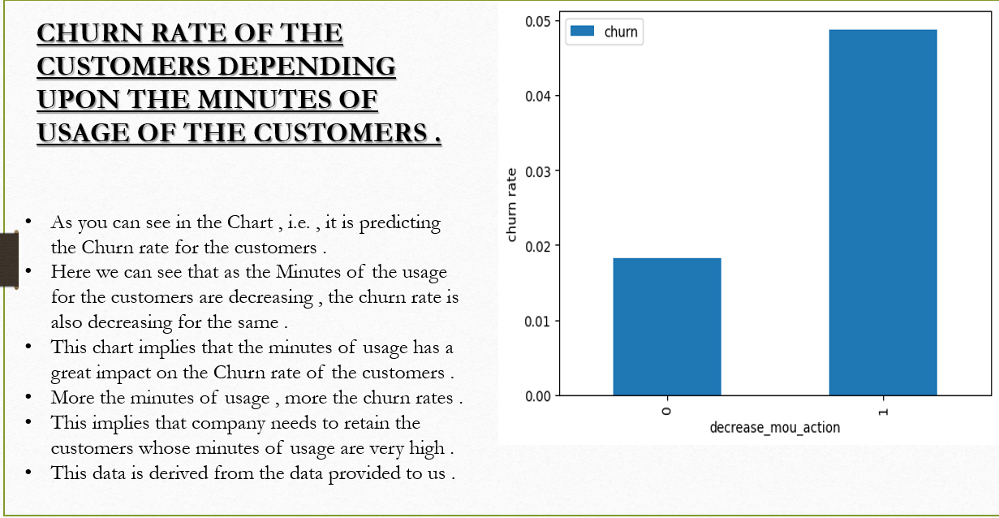 CHURN RATE OF THE
CUSTOMERS DEPENDING
UPON THE MINUTES OF
USAGE OF THE CUSTOMERS .
• As you can see in the Chart , i.e. , it is predicting
the Churn rate for the customers .
• Here we can see that as the Minutes of the usage
for the customers are decreasing , the churn rate is
also decreasing for the same .
• This chart implies that the minutes of usage has a
great impact on the Churn rate of the customers .
• More the minutes of usage , more the churn rates .
• This implies that company needs to retain the
customers whose minutes of usage are very high .
• This data is derived from the data provided to us .
churn
churn rate
0.05
0.04
0.03
0.02
0.01
0.00
0
1
decrease_mou_action